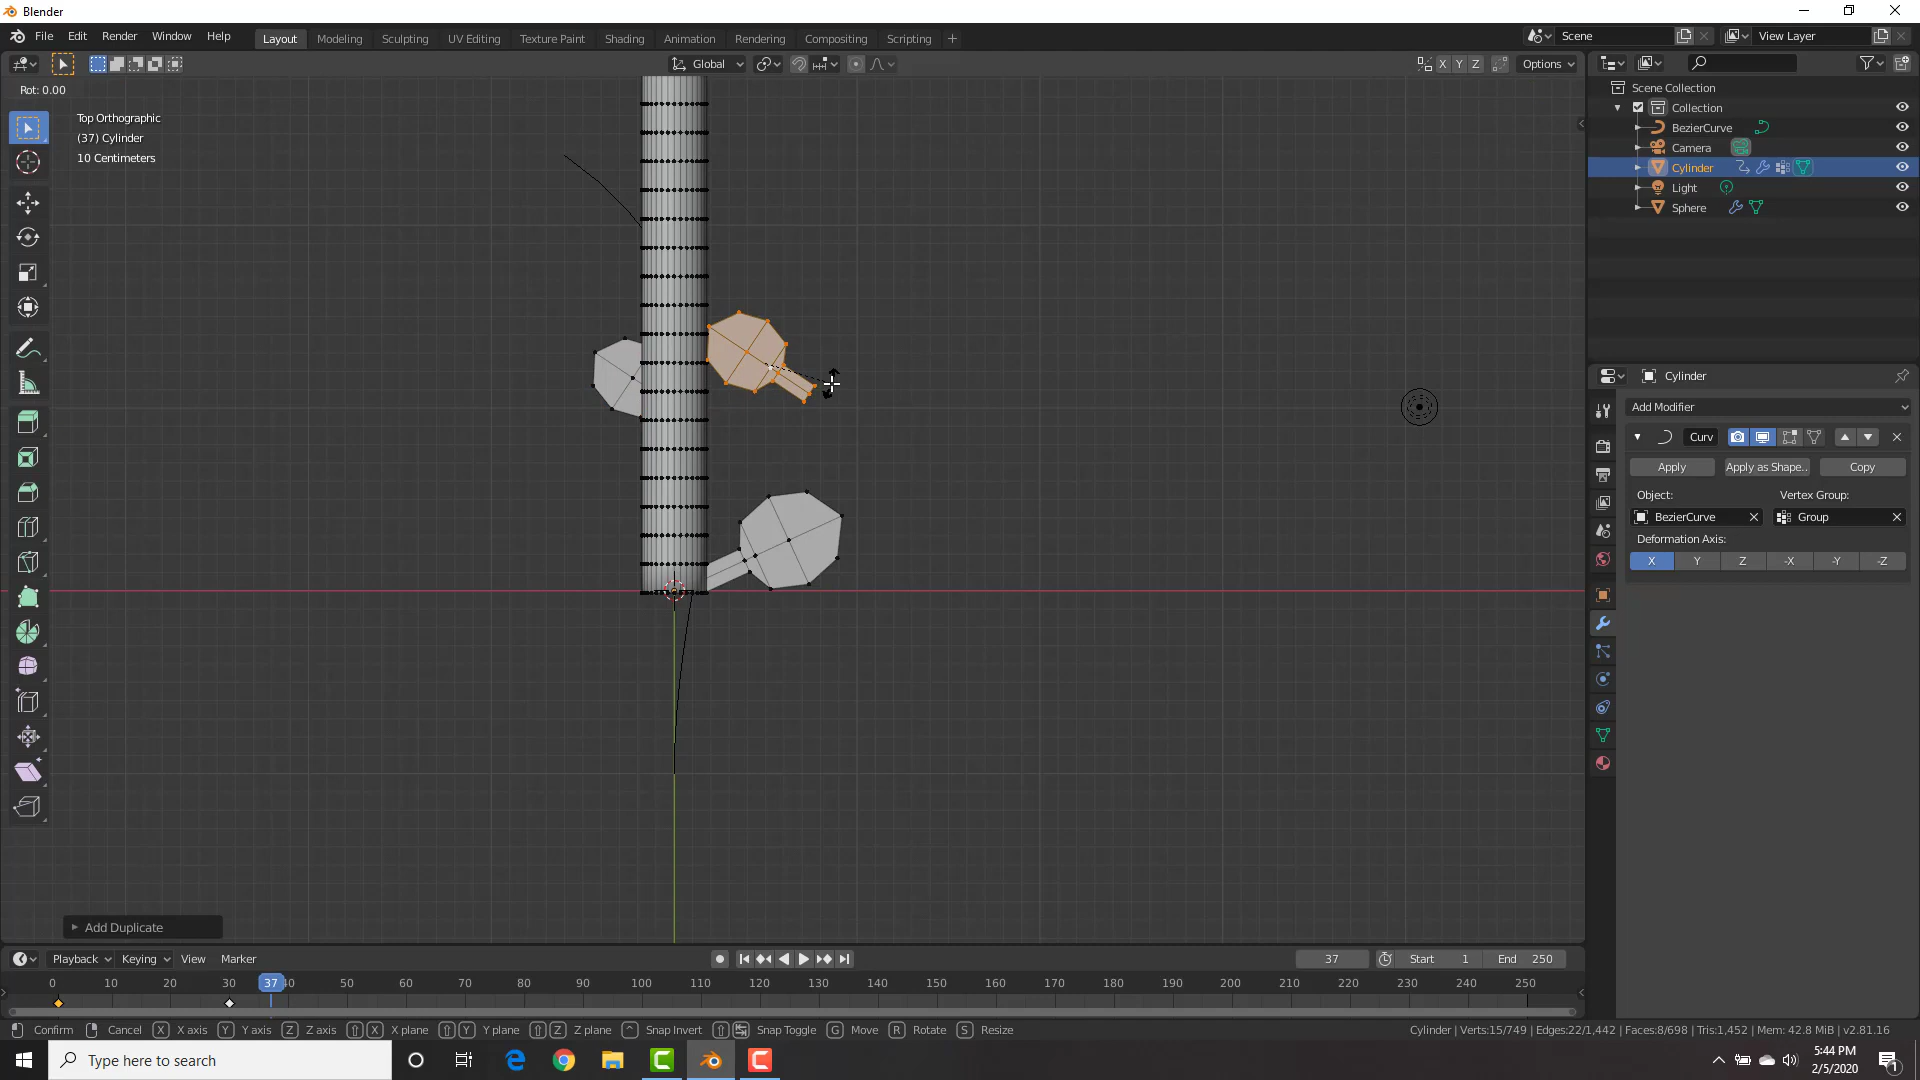 Blender
File Edit Render Window Help
Layout Modeling Sculpting UV Editing Texture Paint Shading Animation Rendering Compositing Scripting +
Scene
View Layer
Global
X Y Z
Options
Rot: 0.00
Top Orthographic
(37) Cylinder
10 Centimeters
Scene Collection
Collection
BezierCurve
Camera
Cylinder
Light
Sphere
Cylinder
Add Modifier
Curv
Apply
Apply as Shape..
Copy
Object:
Vertex Group:
BezierCurve
Group
Deformation Axis:
X Y Z -X -Y -Z
Add Duplicate
Playback Keying View Marker
37
Start 1
End 250
0 10 20 30 37 40 50 60 70 80 90 100 110 120 130 140 150 160 170 180 190 200 210 220 230 240 250
Confirm Cancel X X axis Y Y axis Z Z axis X X plane Y Y plane Z Z plane ^ Snap Invert Snap Toggle G Move R Rotate S Resize
Cylinder | Verts:15/749 | Edges:22/1,442 | Faces:8/698 | Tris:1,452 | Mem: 42.8 MiB | v2.81.16
Type here to search
5:44 PM
2/5/2020
1